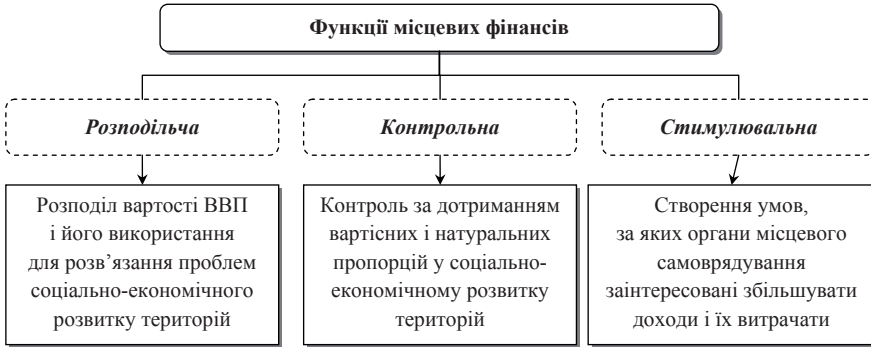 Функції місцевих фінансів
Розподільча
Контрольна
Стимулювальна
Розподіл вартості ВВП
і його використання
для розв’язання проблем
соціально-економічного
розвитку територій
Контроль за дотриманням
вартісних і натуральних
пропорцій у соціально-
економічному розвитку
територій
Створення умов,
за яких органи місцевого
самоврядування
заінтересовані збільшувати
доходи і їх витрачати